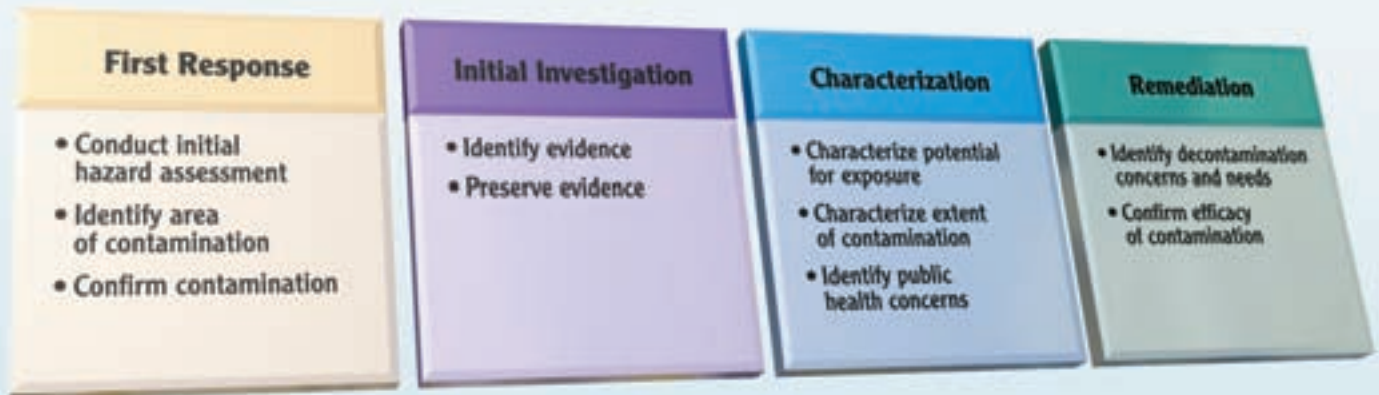 First Response
• Conduct initial
hazard assessment
• Identify area
of contamination
• Confirm contamination
Initial Investigation
• Identify evidence
• Preserve evidence
Characterization
• Characterize potential
for exposure
• Characterize extent
of contamination
• Identify public
health concerns
Remediation
• Identify decontamination
concerns and needs
• Confirm efficacy
of contamination